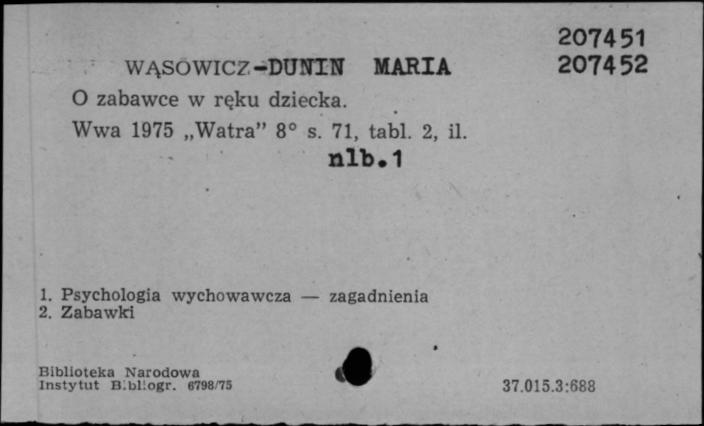 207451
WĄSOWICZ-DUNIN MARIA 207452
O zabawce w ręku dziecka.
Wwa 1975 „Watra” 8° s. 71, tabl. 2, il.
nlb.1
1. Psychologia wychowawcza — zagadnienia
2. Zabawki
Biblioteka Narodowa
Instytut Bibliogr. 6798/75
37.015.3:688